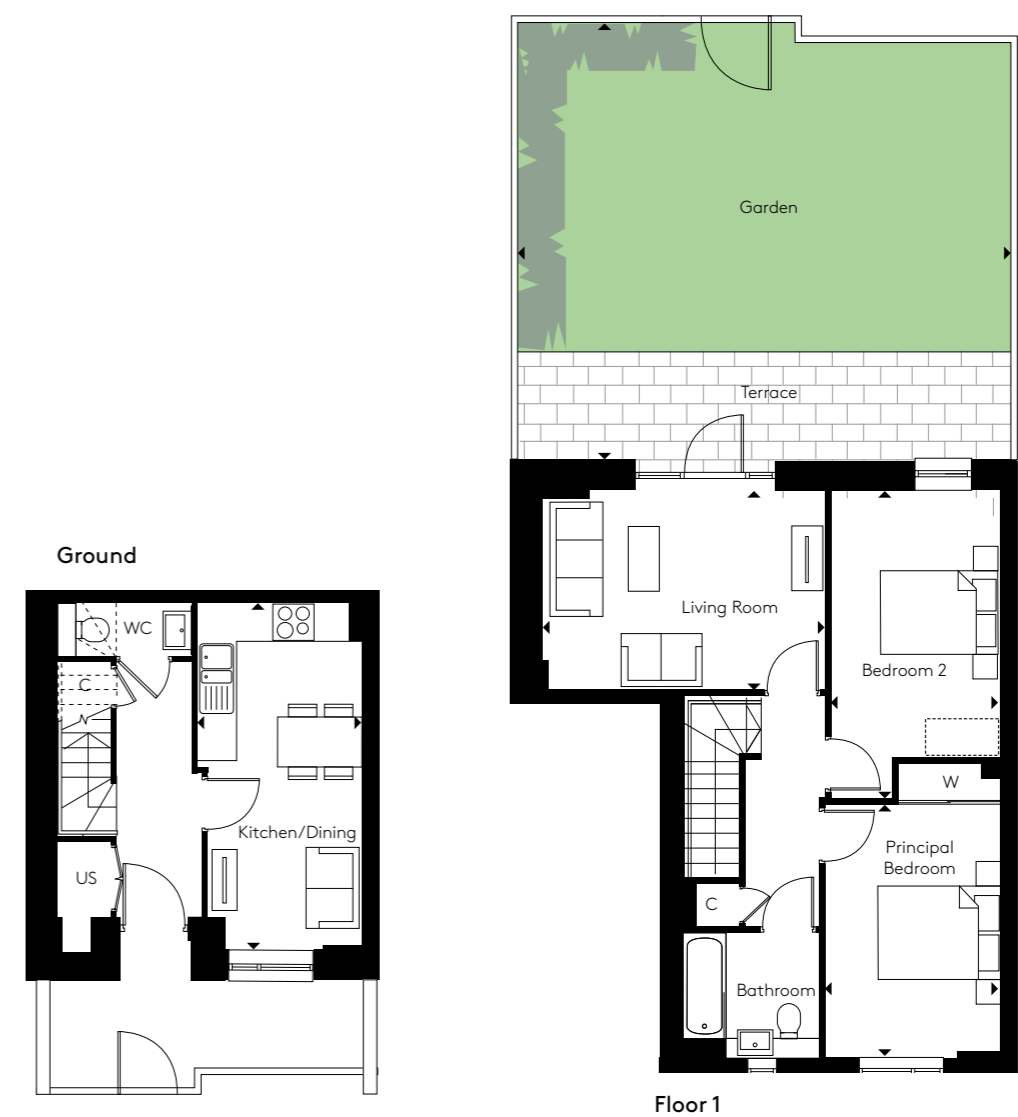 Garden
Terrace
Ground
WC
C
Kitchen/Dining
US
Living Room
Bedroom 2
W
Principal
Bedroom
C
Bathroom
Floor 1